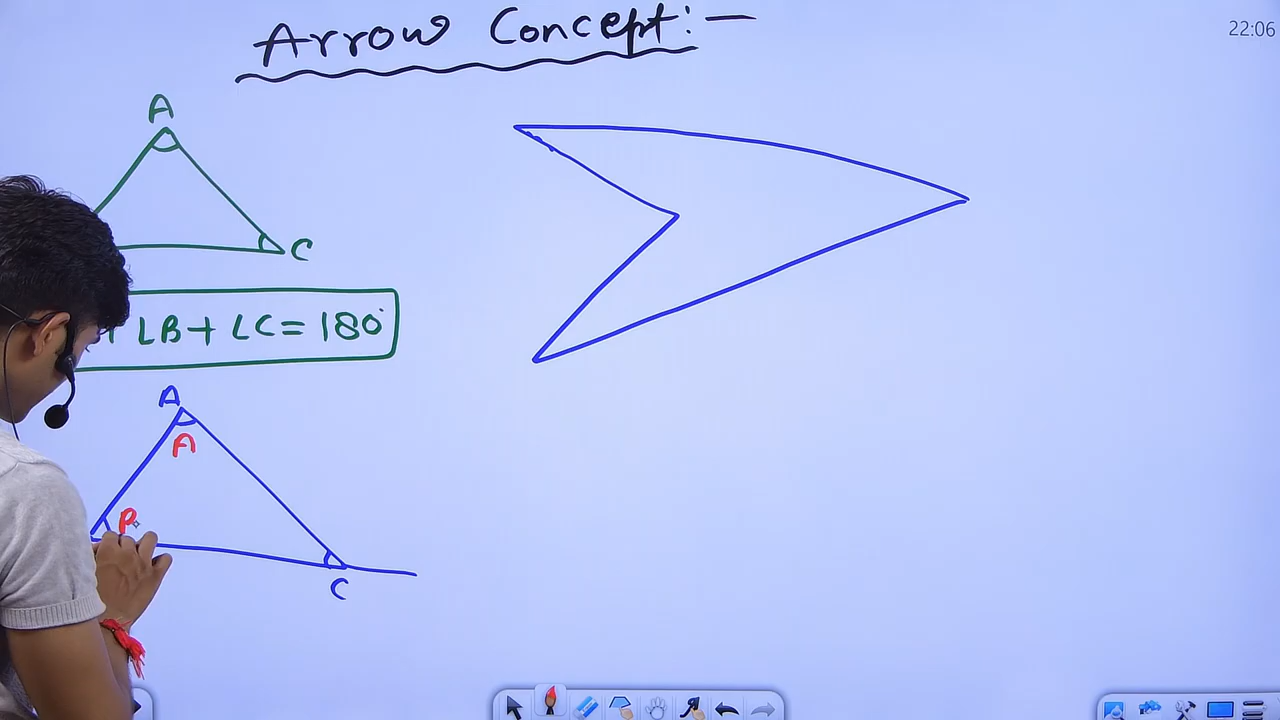 Arrow Concept:-
22:06
A
C
+ ∠B + ∠C = 180°
A
A
C